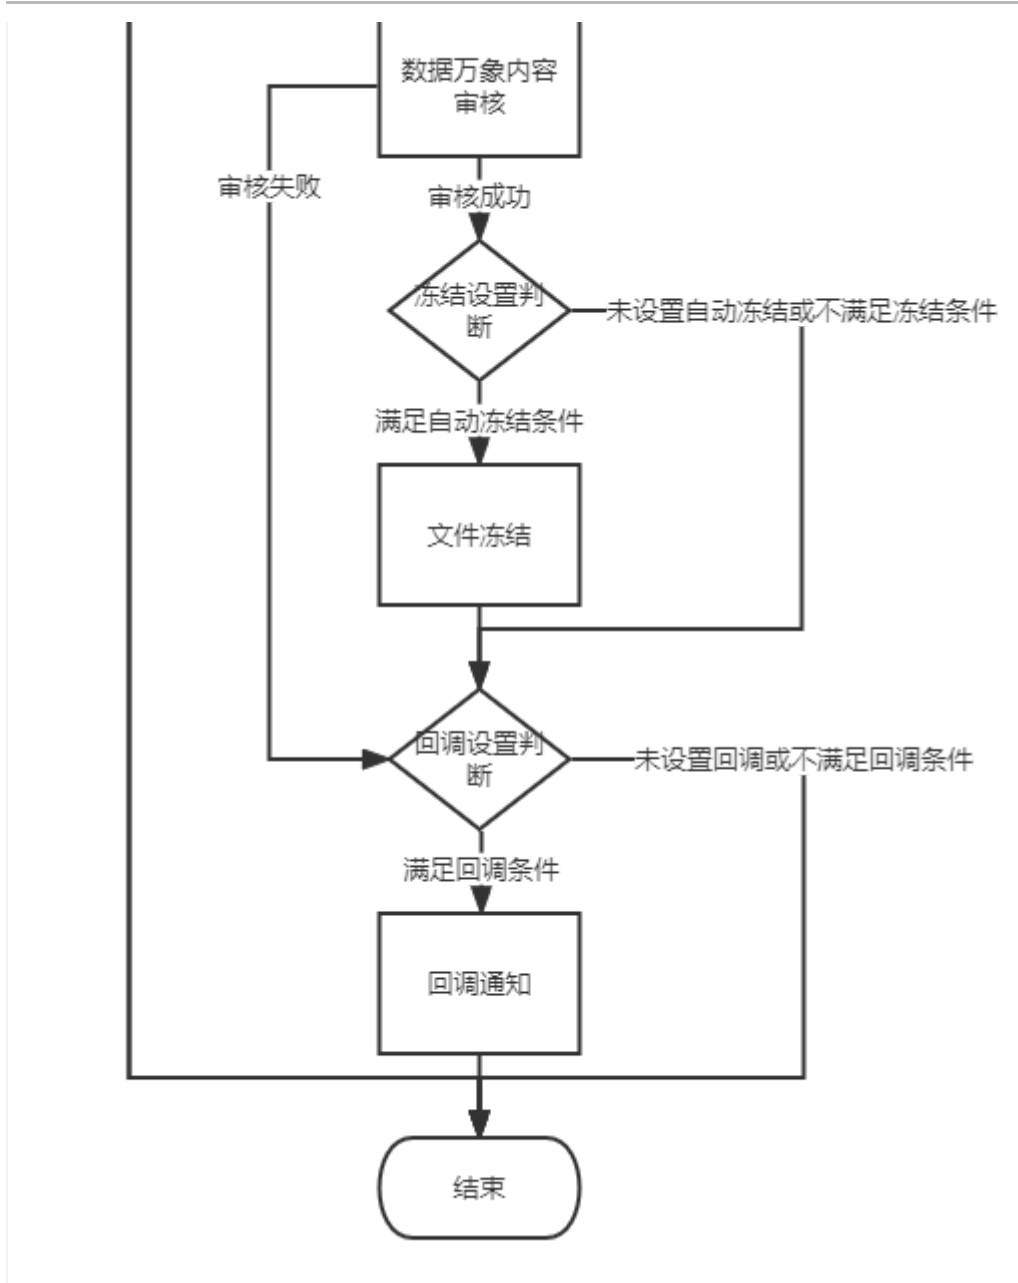 数据万象内容
审核
审核失败
审核成功
冻结设置判
断
未设置自动冻结或不满足冻结条件
满足自动冻结条件
文件冻结
回调设置判
断
未设置回调或不满足回调条件
满足回调条件
回调通知
结束